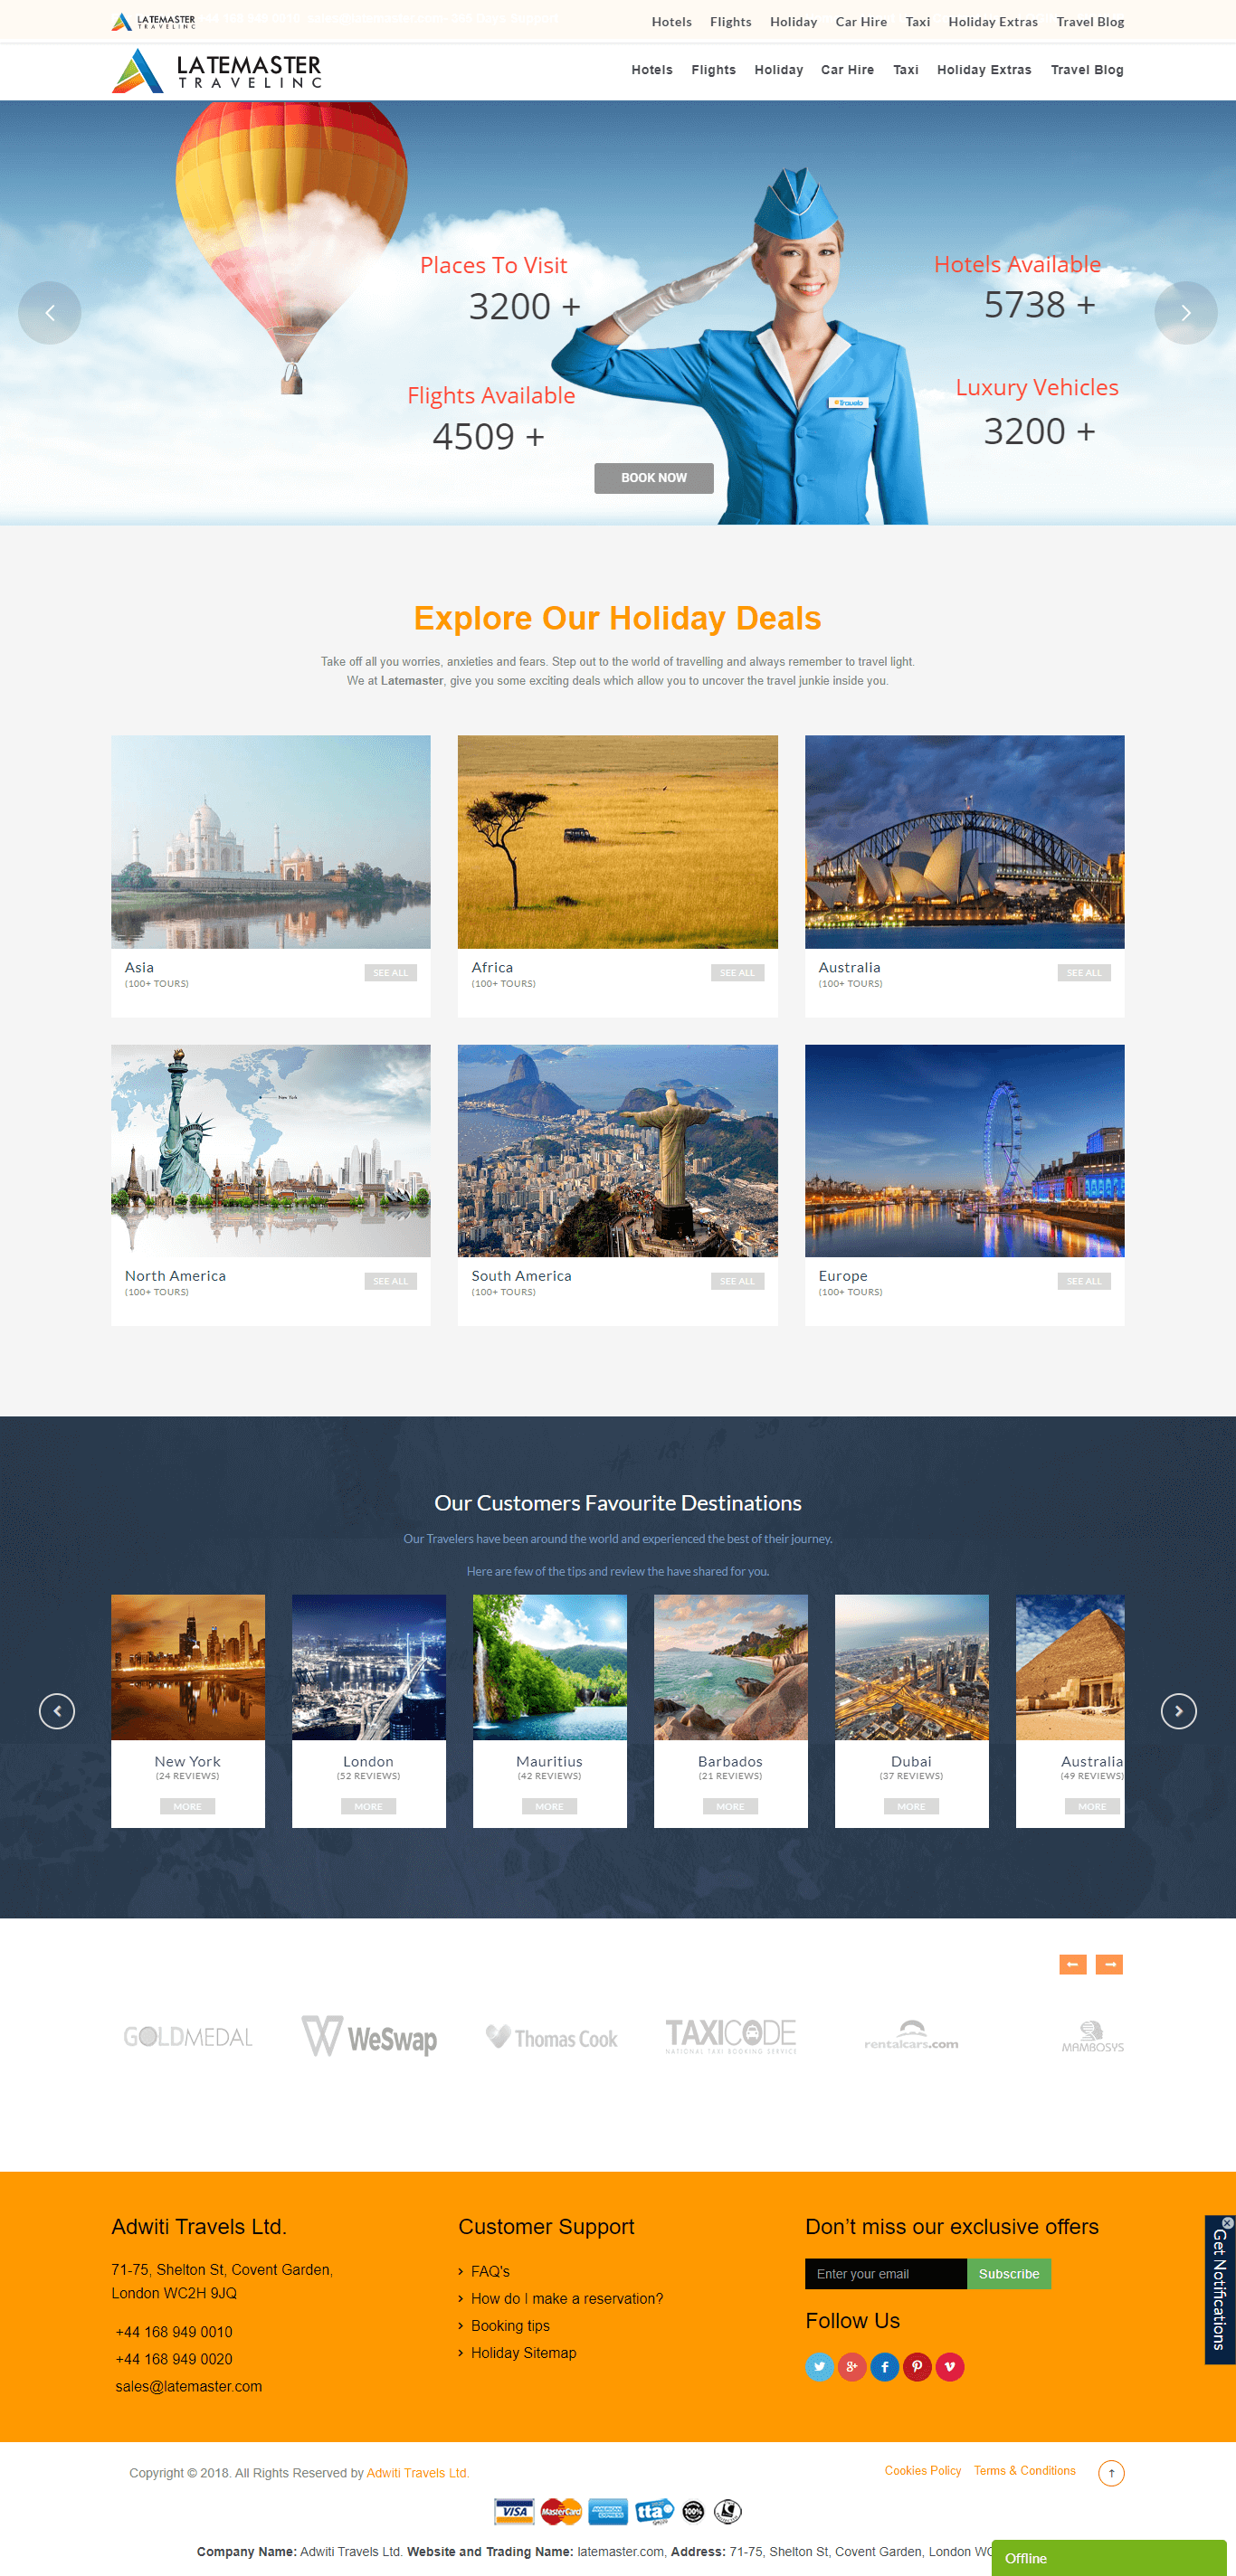 LATEMASTER
TRAVELINC
Hotels Flights Holiday Car Hire Taxi Holiday Extras Travel Blog
LATEMASTER
TRAVELINC
Hotels Flights Holiday Car Hire Taxi Holiday Extras Travel Blog
Places To Visit
3200 +
Hotels Available
5738 +
Flights Available
4509 +
Luxury Vehicles
3200 +
Travels
BOOK NOW
Explore Our Holiday Deals
Take off all you worries, anxieties and fears. Step out to the world of travelling and always remember to travel light.
We at Latemaster, give you some exciting deals which allow you to uncover the travel junkie inside you.
Asia
(100+ TOURS)
SEE ALL
Africa
(100+ TOURS)
SEE ALL
Australia
(100+ TOURS)
SEE ALL
New York
North America
(100+ TOURS)
SEE ALL
South America
(100+ TOURS)
SEE ALL
Europe
(100+ TOURS)
SEE ALL
Our Customers Favourite Destinations
Our Travelers have been around the world and experienced the best of their journey.
Here are few of the tips and review the have shared for you.
New York
(24 REVIEWS)
MORE
London
(52 REVIEWS)
MORE
Mauritius
(42 REVIEWS)
MORE
Barbados
(21 REVIEWS)
MORE
Dubai
(37 REVIEWS)
MORE
Australia
(49 REVIEWS)
MORE
GOLDMEDAL
WeSwap
Thomas Cook
TAXICODE
NATIONAL TAXI BOOKING SERVICE
rentalcars.com
MAMBOSYS
Adwiti Travels Ltd.
71-75, Shelton St, Covent Garden,
London WC2H 9JQ
+44 168 949 0010
+44 168 949 0020
sales@latemaster.com
Customer Support
FAQ's
How do I make a reservation?
Booking tips
Holiday Sitemap
Don't miss our exclusive offers
Enter your email
Subscribe
Follow Us
Get Notifications
Copyright © 2018. All Rights Reserved by Adwiti Travels Ltd.
Cookies Policy Terms & Conditions
VISA
MasterCard
tta
100%
Company Name: Adwiti Travels Ltd. Website and Trading Name: latemaster.com, Address: 71-75, Shelton St, Covent Garden, London
Offline